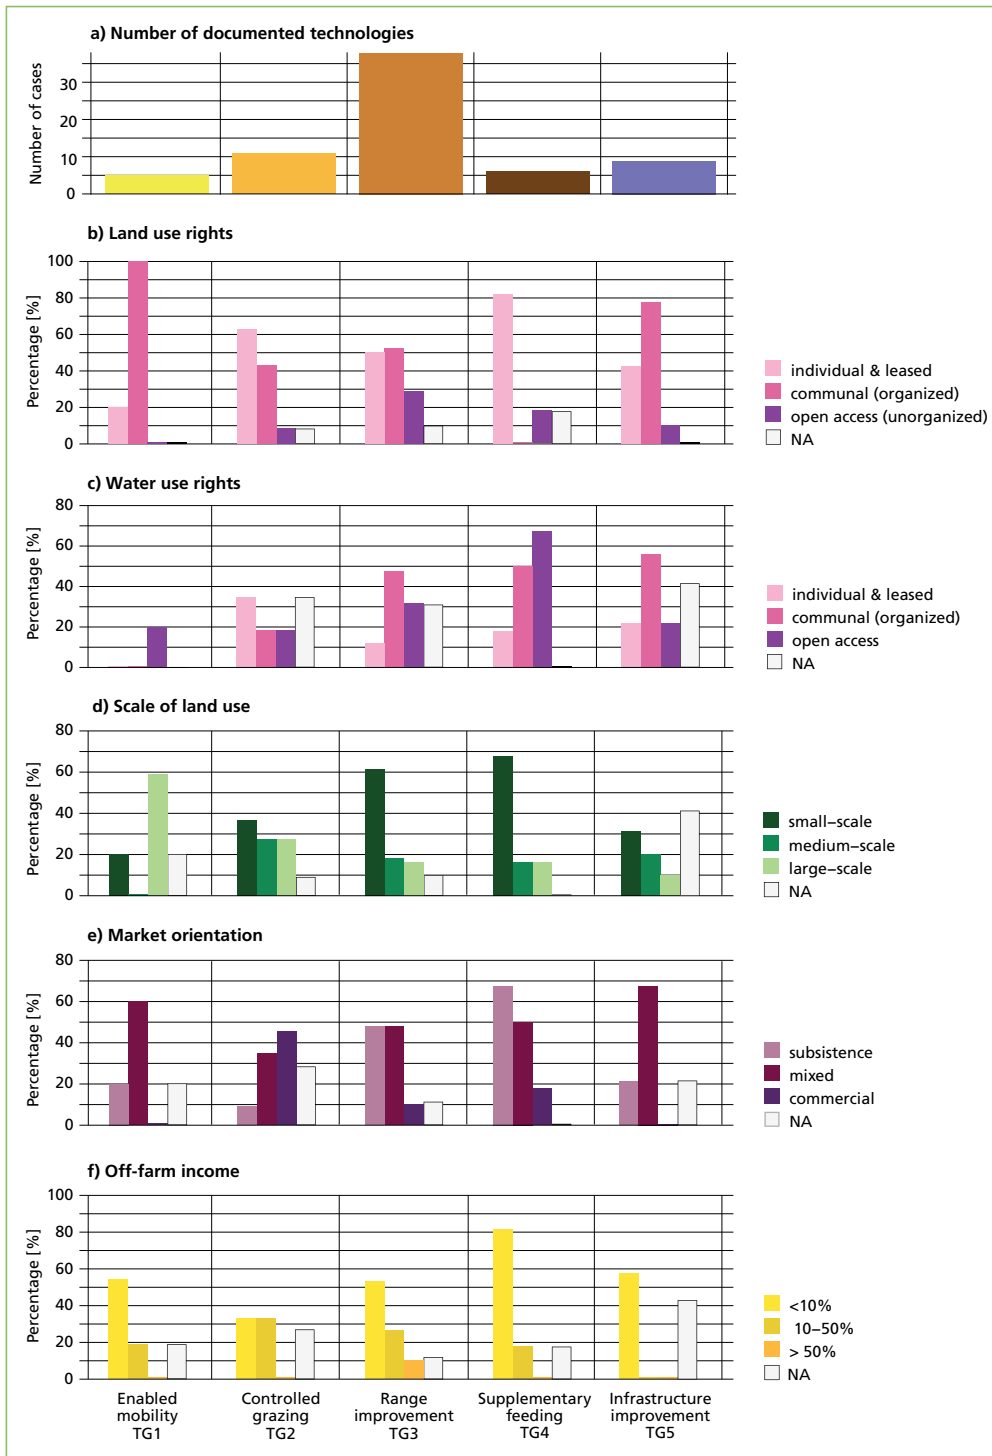 a) Number of documented technologies
Number of cases
30
20
10
0
b) Land use rights
Percentage [%]
100
80
60
40
20
0
individual & leased
communal (organized)
open access (unorganized)
NA
c) Water use rights
Percentage [%]
80
60
40
20
0
individual & leased
communal (organized)
open access
NA
d) Scale of land use
Percentage [%]
80
60
40
20
0
small–scale
medium–scale
large–scale
NA
e) Market orientation
Percentage [%]
80
60
40
20
0
subsistence
mixed
commercial
NA
f) Off-farm income
Percentage [%]
100
80
60
40
20
0
<10%
10–50%
> 50%
NA
Enabled
mobility
TG1
Controlled
grazing
TG2
Range
improvement
TG3
Supplementary
feeding
TG4
Infrastructure
improvement
TG5